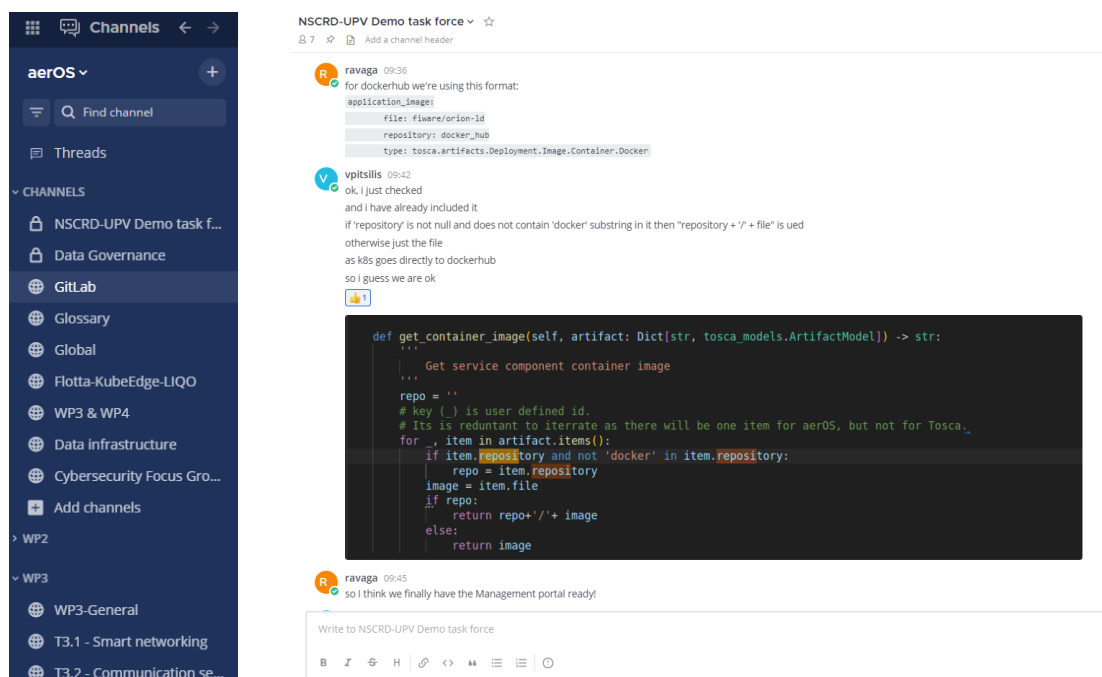 Channels
aerOS
Find channel
Threads
CHANNELS
NSCRD-UPV Demo task f...
Data Governance
GitLab
Glossary
Global
Flotta-KubeEdge-LIQO
WP3 & WP4
Data infrastructure
Cybersecurity Focus Gro...
Add channels
WP2
WP3
WP3-General
T3.1 - Smart networking
T3.2 - Communication se...
NSCRD-UPV Demo task force
7 Add a channel header
R ravaga 09:36
for dockerhub we're using this format:
application_image:
file: fiware/orion-ld
repository: docker_hub
type: tosca.artifacts.Deployment.Image.Container.Docker
V vpitsilis 09:42
ok, i just checked
and i have already included it
if 'repository' is not null and does not contain 'docker' substring in it then "repository + '/' + file" is ued
otherwise just the file
as k8s goes directly to dockerhub
so i guess we are ok
👍 1
def get_container_image(self, artifact: Dict[str, tosca_models.ArtifactModel]) -> str:
'''
Get service component container image
'''
repo = ''
# key (_) is user defined id.
# Its is reduntant to iterrate as there will be one item for aerOS, but not for Tosca.
for _, item in artifact.items():
if item.repository and not 'docker' in item.repository:
repo = item.repository
image = item.file
if repo:
return repo+'/'+ image
else:
return image
R ravaga 09:45
so I think we finally have the Management portal ready!
Write to NSCRD-UPV Demo task force
B I S H